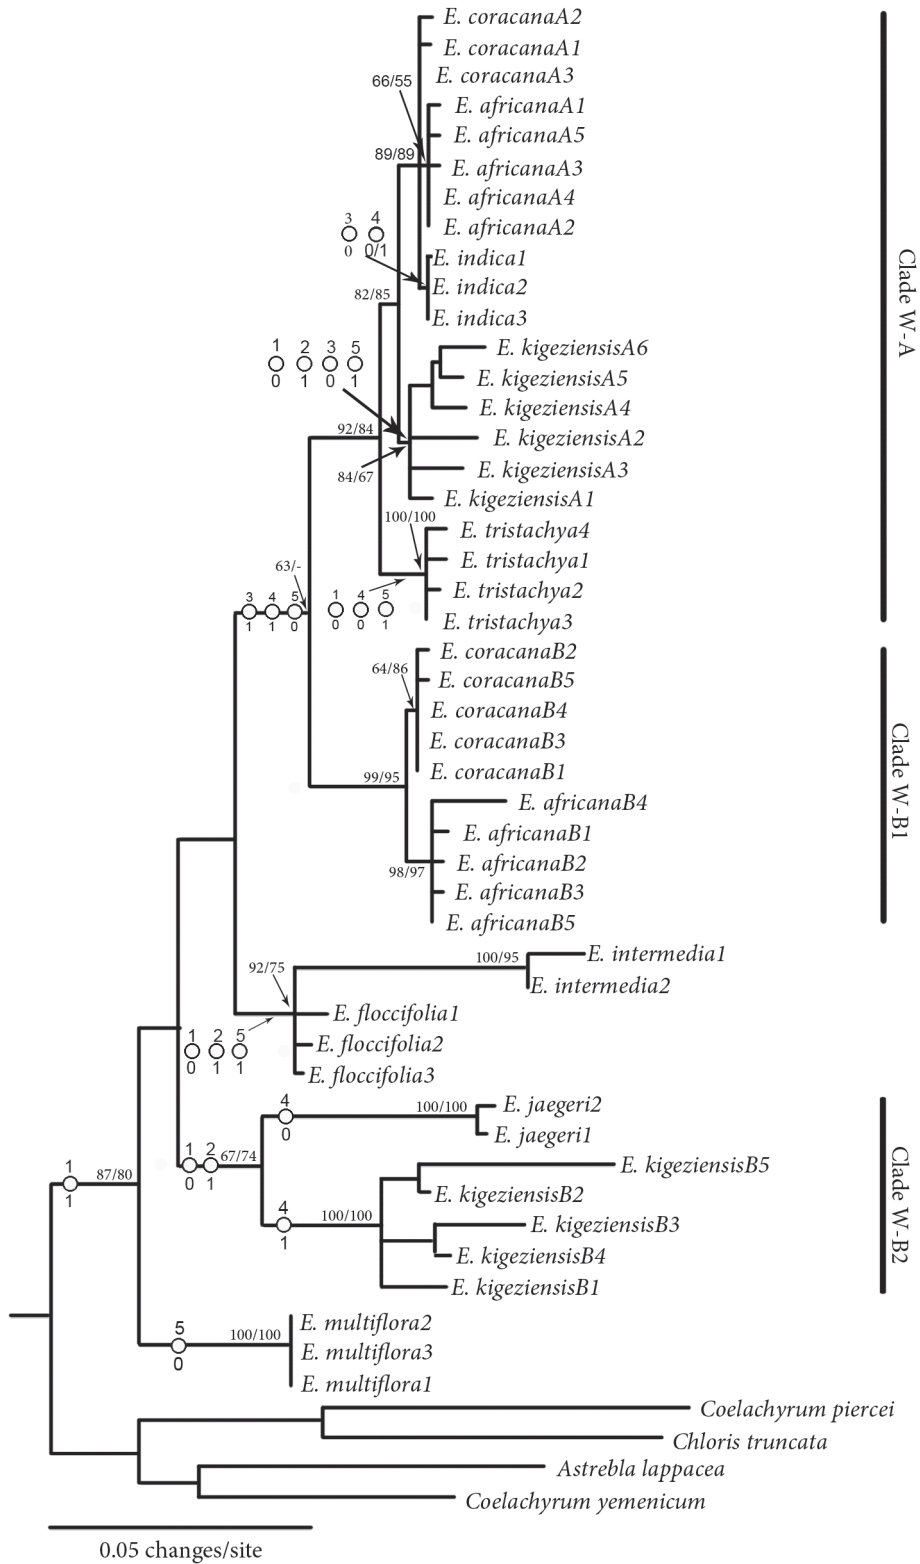 E. coracanaA2
E. coracanaA1
E. coracanaA3
66/55
E. africanaA1
E. africanaA5
89/89
E. africanaA3
E. africanaA4
3 4
E. africanaA2
0 0/1
E. indica1
E. indica2
82/85
E. indica3
Clade W-A
1 2 3 5
E. kigeziensisA6
0 1 0 1
E. kigeziensisA5
E. kigeziensisA4
92/84
E. kigeziensisA2
84/67
E. kigeziensisA3
E. kigeziensisA1
100/100
E. tristachya4
E. tristachya1
63/-
E. tristachya2
3 4 5
1 4 5
1 1 0
0 0 1
E. tristachya3
E. coracanaB2
64/86
E. coracanaB5
E. coracanaB4
E. coracanaB3
99/95
E. coracanaB1
Clade W-B1
E. africanaB4
E. africanaB1
E. africanaB2
98/97
E. africanaB3
E. africanaB5
E. intermedia1
100/95
92/75
E. intermedia2
E. floccifolia1
1 2 5
E. floccifolia2
0 1 1
E. floccifolia3
4
100/100
E. jaegeri2
0
E. jaegeri1
1 2
67/74
0 1
E. kigeziensisB5
1
87/80
1
E. kigeziensisB2
4
100/100
1
E. kigeziensisB3
E. kigeziensisB4
E. kigeziensisB1
Clade W-B2
E. multiflora2
5
100/100
0
E. multiflora3
E. multiflora1
Coelachyrum piercei
Chloris truncata
Astrebla lappacea
Coelachyrum yemenicum
0.05 changes/site